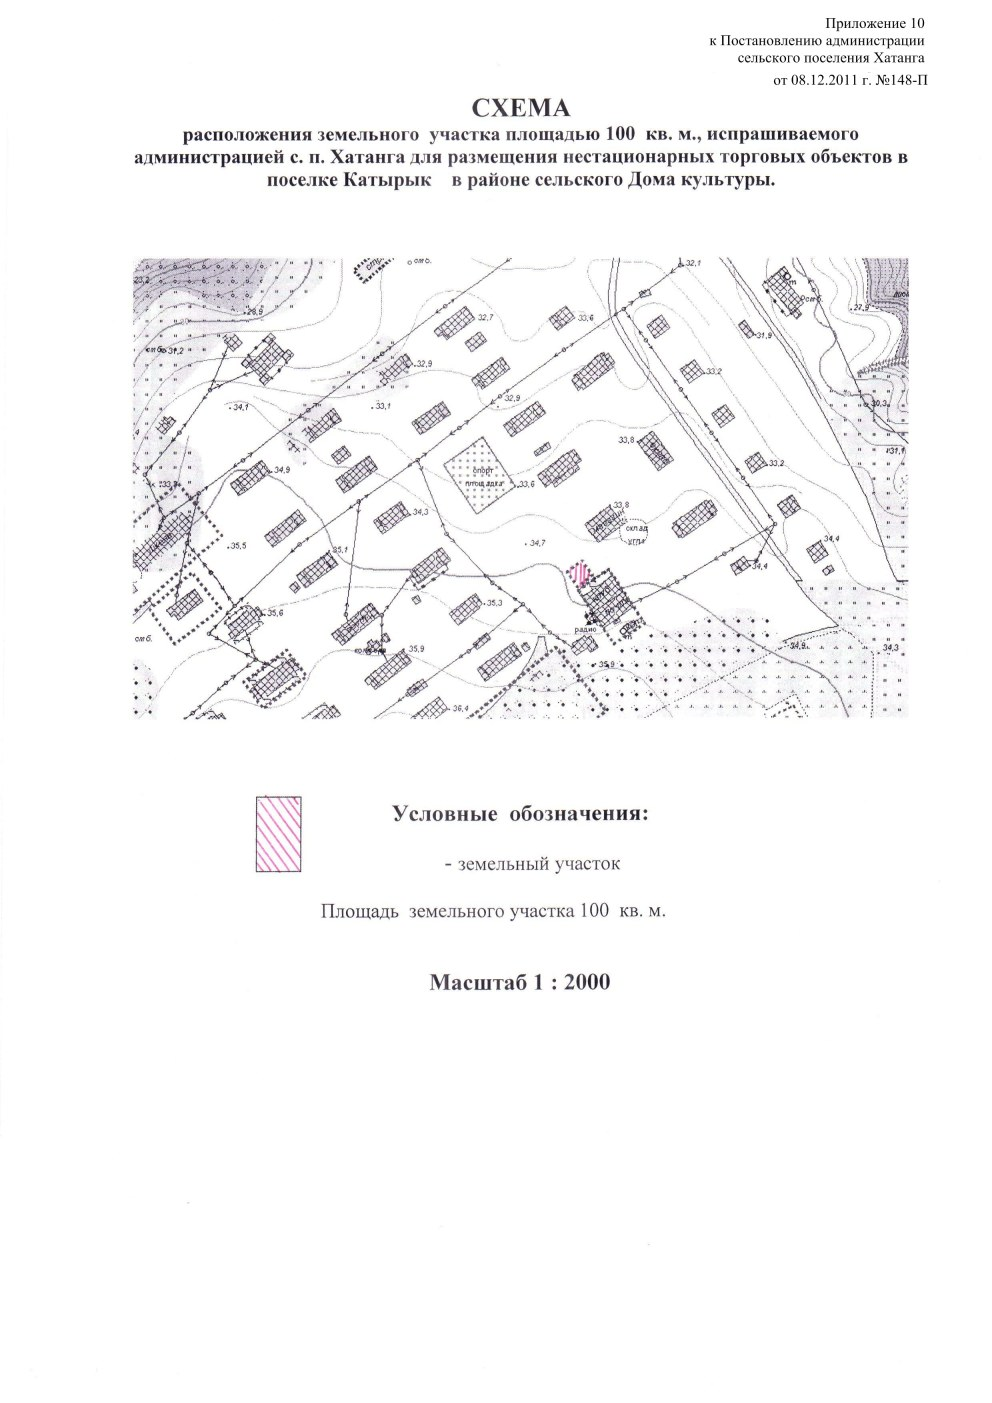 Приложение 10
к Постановлению администрации
сельского поселения Хатанга
от 08.12.2011 г. №148-П
СХЕМА
расположения земельного участка площадью 100 кв. м., испрашиваемого
администрацией с. п. Хатанга для размещения нестационарных торговых объектов в
поселке Катырык в районе сельского Дома культуры.
32,1
32,7
33,6
27,9
28,9
31,9
31,2
32,9
33,2
34,1
33,1
32,9
30,3
33,8
31,1
спорт
площадка
33,6
34,9
33,2
33,8
34,3
склад
угля
35,5
35,1
34,7
34,4
34,4
35,3
35,6
радио
35,9
35,9
34,9
34,3
36,4
Условные обозначения:
- земельный участок
Площадь земельного участка 100 кв. м.
Масштаб 1 : 2000